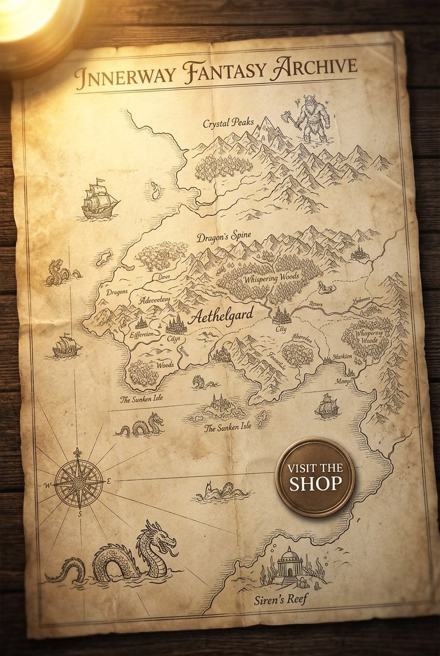 INNERWAY FANTASY ARCHIVE
Crystal Peaks
Dragon's Spine
Whispering Woods
Dragons
Aethelgard
City
Whispering
Woods
Woods
The Sunken Isle
The Sunken Isle
W
E
S
VISIT THE
SHOP
Siren's Reef